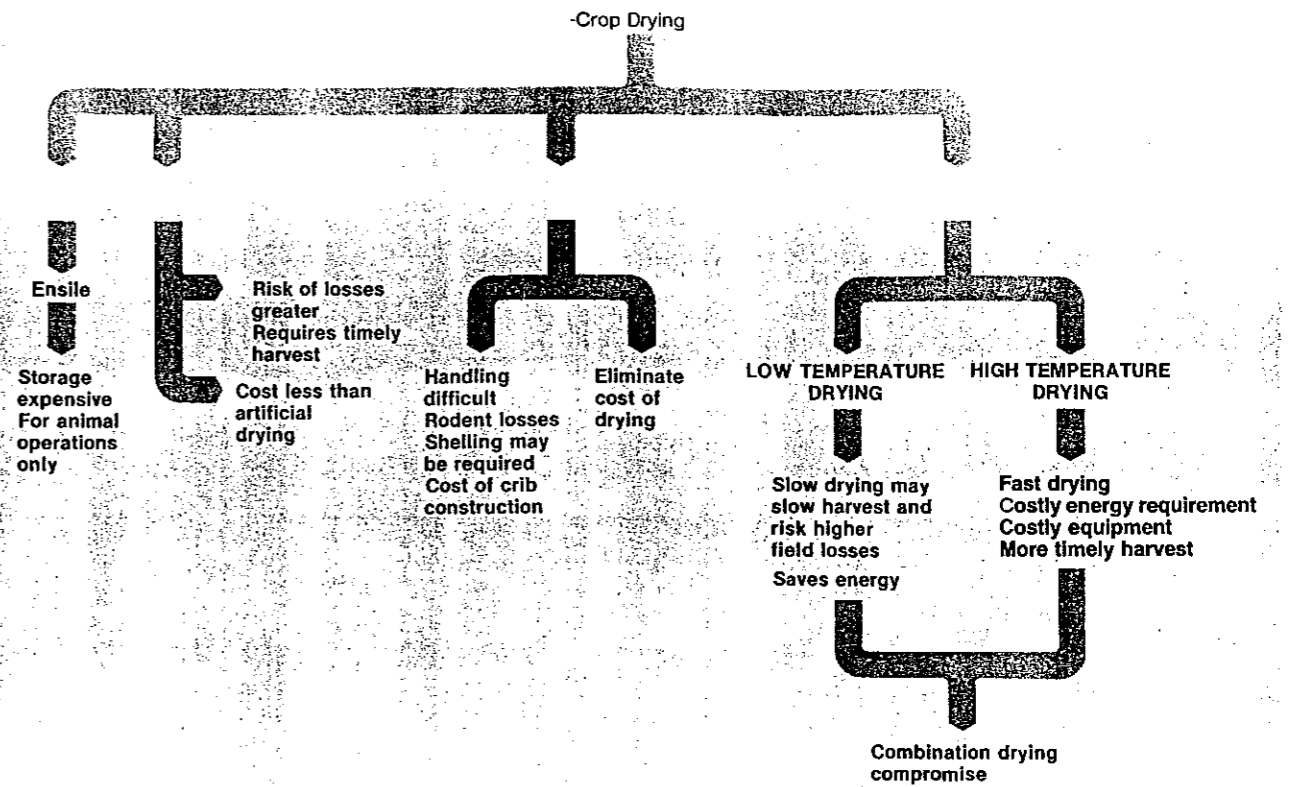 -Crop Drying
Ensile
Storage
expensive
For animal
operations
only
Risk of losses
greater
Requires timely
harvest
Cost less than
artificial
drying
Handling
difficult
Rodent losses
Shelling may
be required
Cost of crib
construction
Eliminate
cost of
drying
LOW TEMPERATURE
DRYING
Slow drying may
slow harvest and
risk higher
field losses
Saves energy
HIGH TEMPERATURE
DRYING
Fast drying
Costly energy requirement
Costly equipment
More timely harvest
Combination drying
compromise